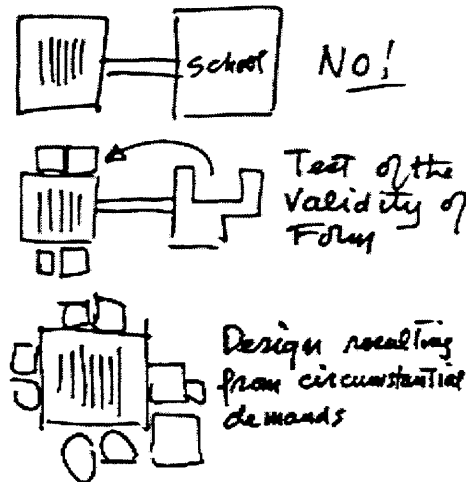 School
NO!
Test of the
Validity of
Form
Design resulting
from circumstantial
demands